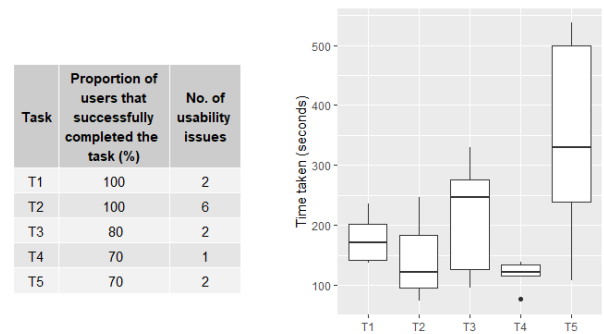 Task
Proportion of
users that
successfully
completed the
task (%)
No. of
usability
issues
T1 100 2
T2 100 6
T3 80 2
T4 70 1
T5 70 2
Time taken (seconds)
500
400
300
200
100
T1 T2 T3 T4 T5